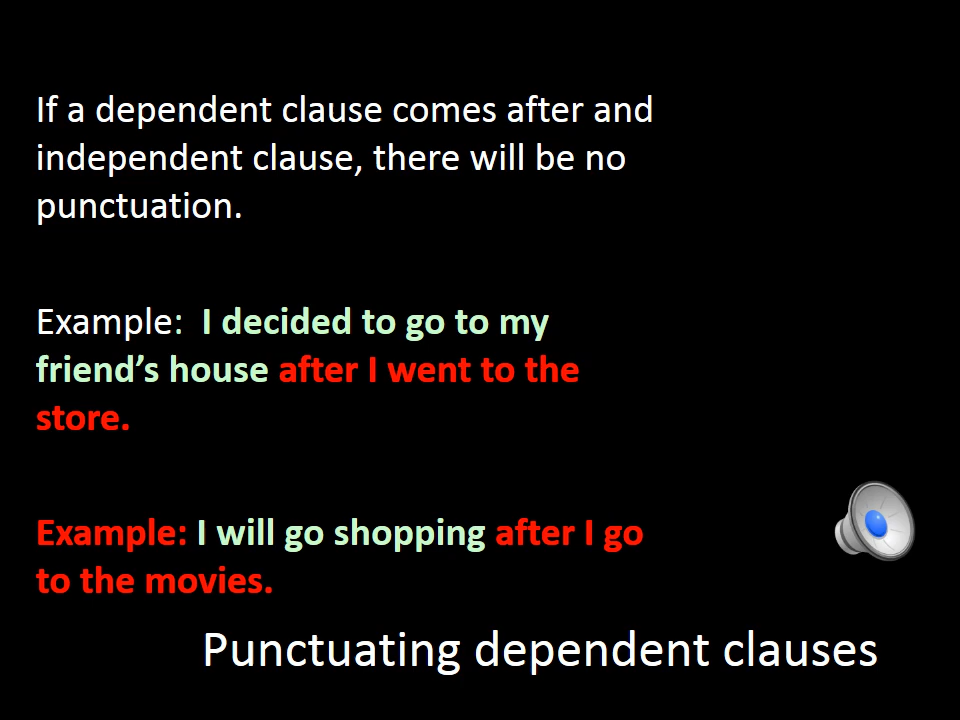 If a dependent clause comes after and
independent clause, there will be no
punctuation.
Example:  I decided to go to my
friend’s house after I went to the
store.
Example: I will go shopping after I go
to the movies.
Punctuating dependent clauses